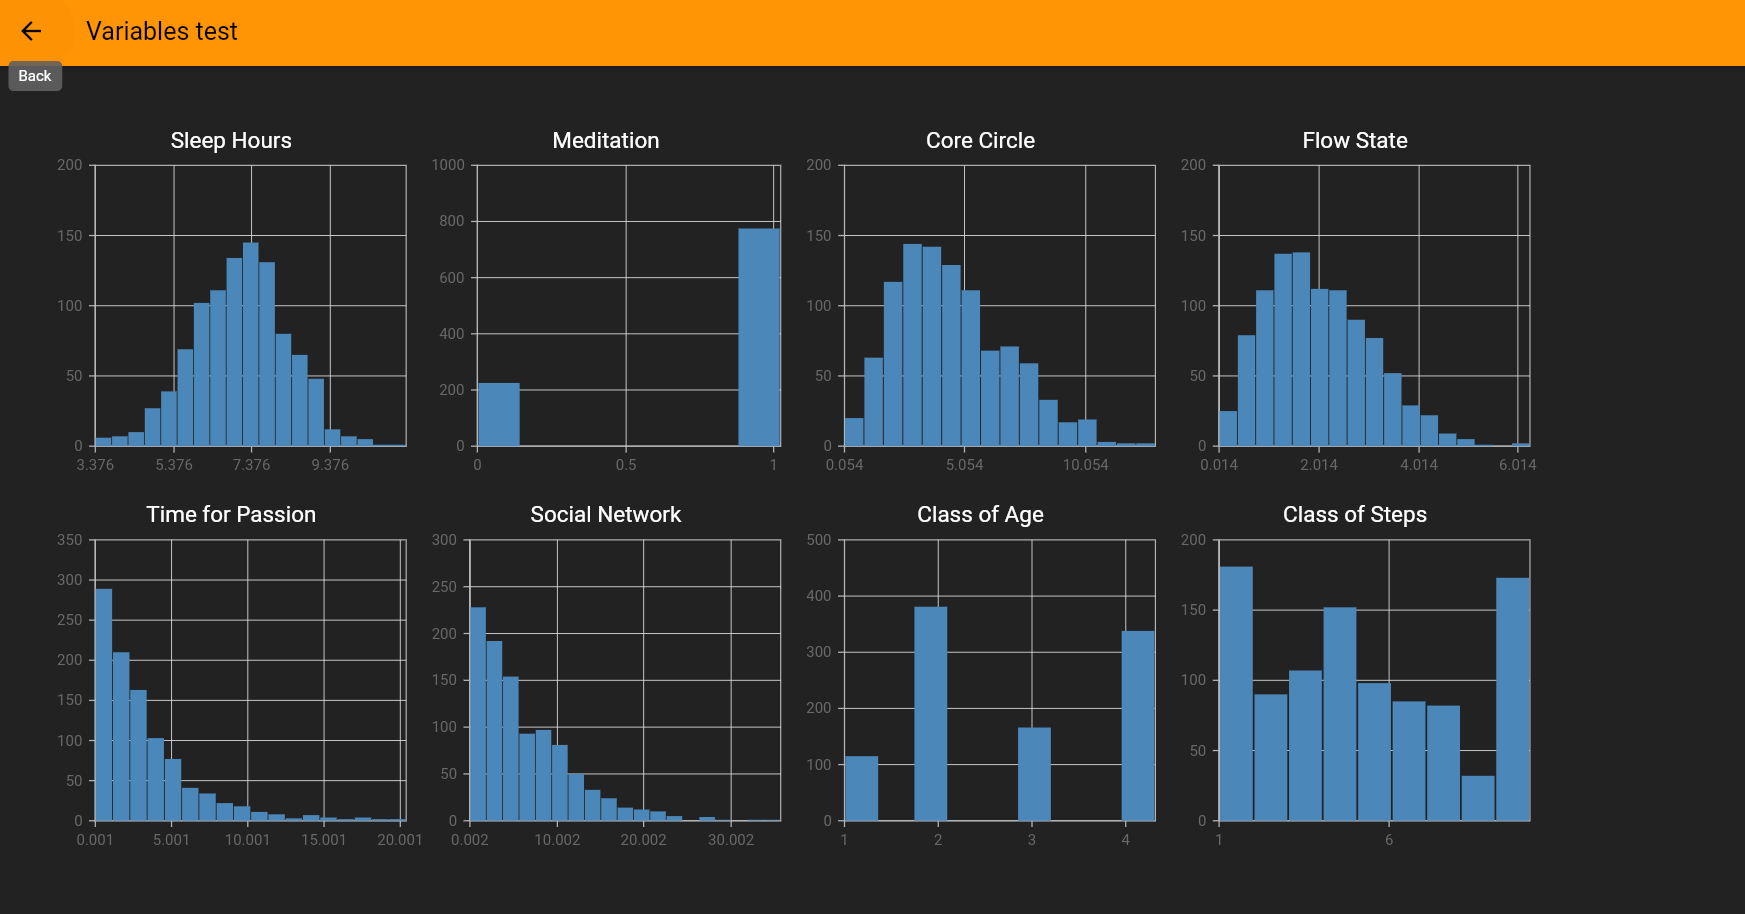 Variables test
Back
Sleep Hours
200
150
100
50
0
3.376 5.376 7.376 9.376
Meditation
1000
800
600
400
200
0
0 0.5 1
Core Circle
200
150
100
50
0
0.054 5.054 10.054
Flow State
200
150
100
50
0
0.014 2.014 4.014 6.014
Time for Passion
350
300
250
200
150
100
50
0
0.001 5.001 10.001 15.001 20.001
Social Network
300
250
200
150
100
50
0
0.002 10.002 20.002 30.002
Class of Age
500
400
300
200
100
0
1 2 3 4
Class of Steps
200
150
100
50
0
1 6